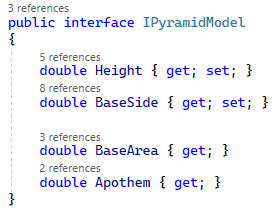 3 references
public interface IPyramidModel
{
5 references
double Height { get; set; }
8 references
double BaseSide { get; set; }
3 references
double BaseArea { get; }
2 references
double Apothem { get; }
}